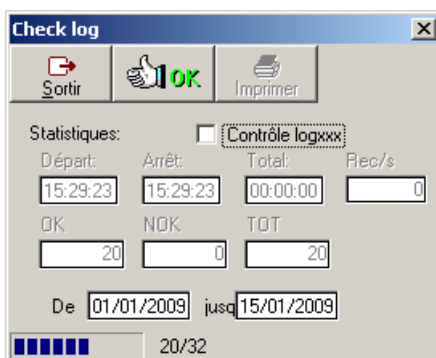 Check log
Sortir OK Imprimer
Statistiques: Contrôle logxxx
Départ: Arrêt: Total: Rec/s
15:29:23 15:29:23 00:00:00 0
OK NOK TOT
20 0 20
De 01/01/2009 jusq 15/01/2009
20/32